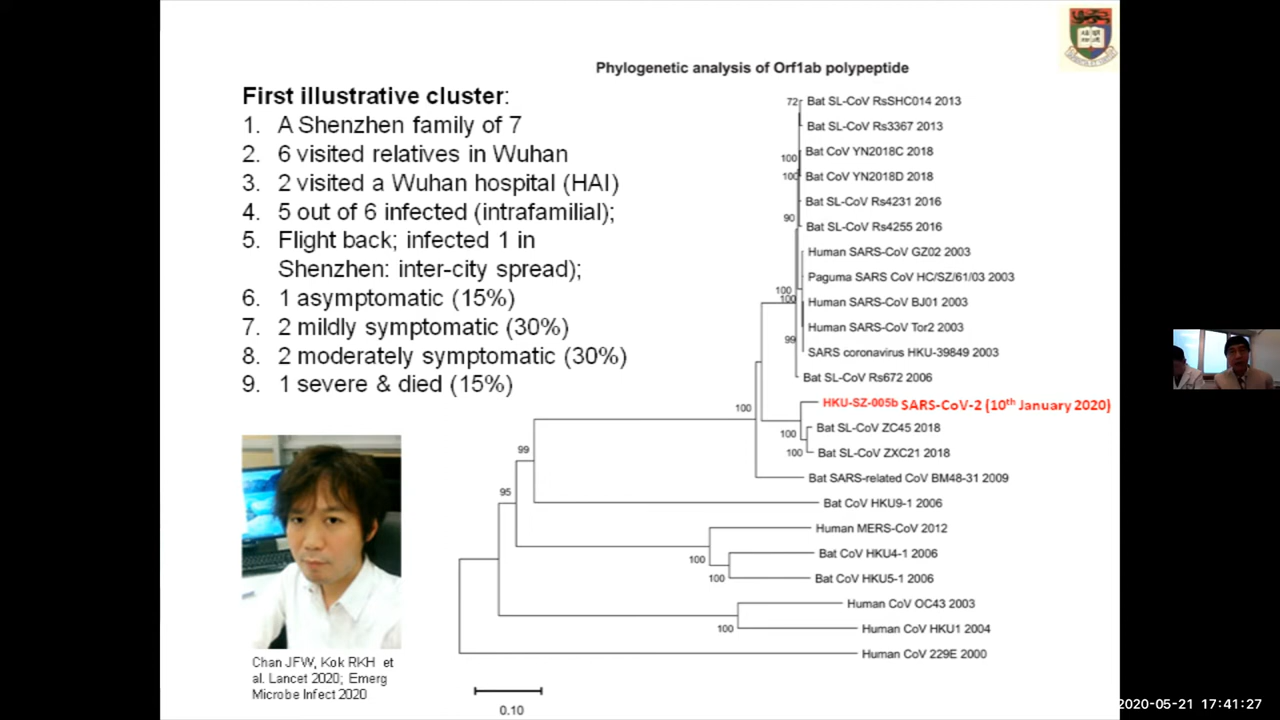 Phylogenetic analysis of Orf1ab polypeptide
First illustrative cluster:
1. A Shenzhen family of 7
2. 6 visited relatives in Wuhan
3. 2 visited a Wuhan hospital (HAI)
4. 5 out of 6 infected (intrafamilial);
5. Flight back; infected 1 in
Shenzhen: inter-city spread);
6. 1 asymptomatic (15%)
7. 2 mildly symptomatic (30%)
8. 2 moderately symptomatic (30%)
9. 1 severe & died (15%)
Chan JFW, Kok RKH et
al. Lancet 2020; Emerg
Microbe Infect 2020
72
Bat SL-CoV RsSHC014 2013
Bat SL-CoV Rs3367 2013
100
Bat CoV YN2018C 2018
100
Bat CoV YN2018D 2018
Bat SL-CoV Rs4231 2016
90
Bat SL-CoV Rs4255 2016
Human SARS-CoV GZ02 2003
Paguma SARS CoV HC/SZ/61/03 2003
100
100
Human SARS-CoV BJ01 2003
Human SARS-CoV Tor2 2003
99
SARS coronavirus HKU-39849 2003
Bat SL-CoV Rs672 2006
100
HKU-SZ-005b SARS-CoV-2 (10th January 2020)
Bat SL-CoV ZC45 2018
100
100
Bat SL-CoV ZXC21 2018
99
Bat SARS-related CoV BM48-31 2009
95
Bat CoV HKU9-1 2006
Human MERS-CoV 2012
100
Bat CoV HKU4-1 2006
100
Bat CoV HKU5-1 2006
Human CoV OC43 2003
100
Human CoV HKU1 2004
Human CoV 229E 2000
0.10
2020-05-21 17:41:27